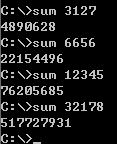 C:\>sum 3127
4890628
C:\>sum 6656
22154496
C:\>sum 12345
76205685
C:\>sum 32178
517727931
C:\>_